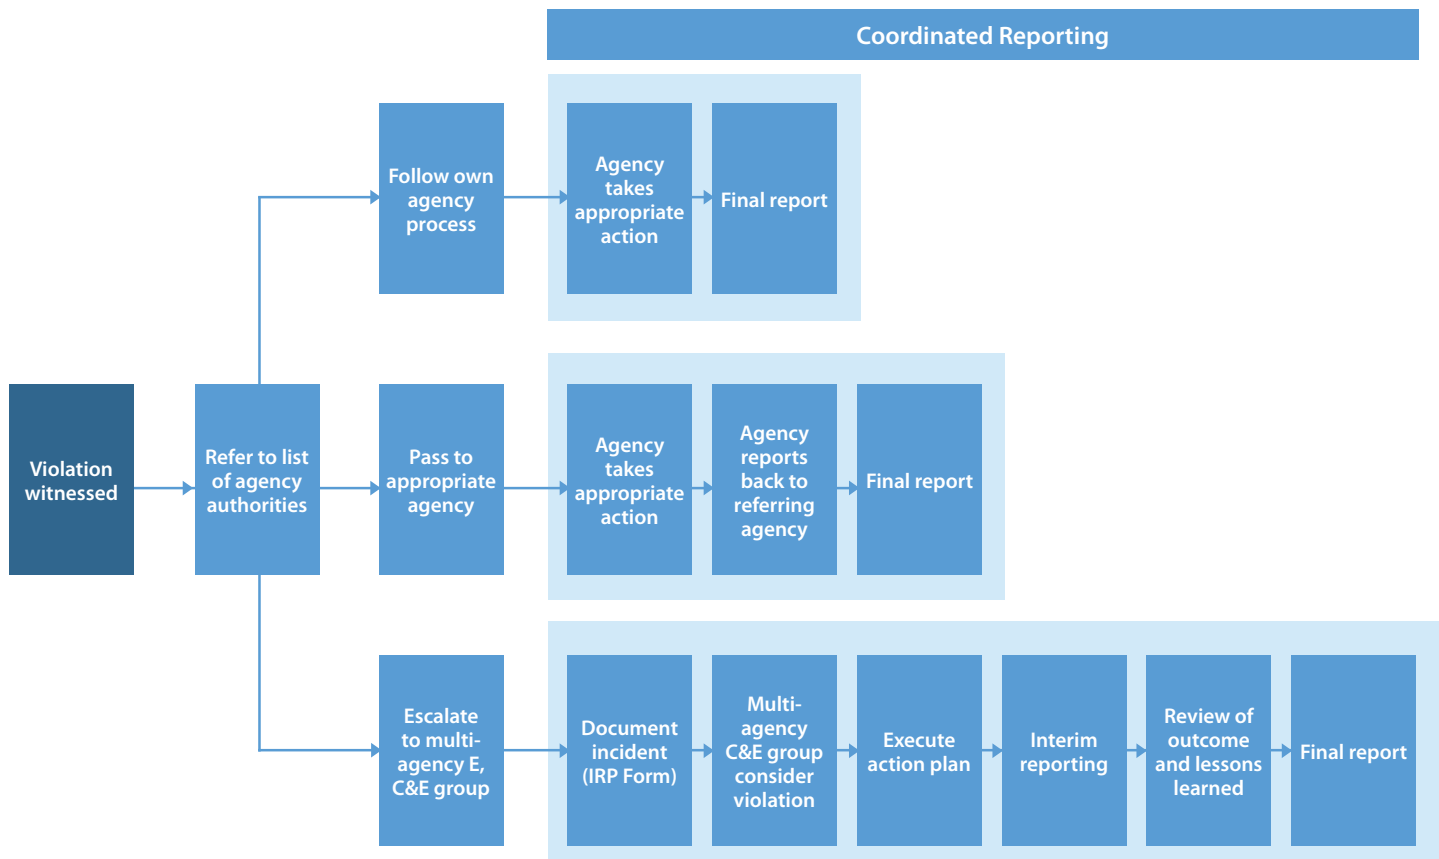 Coordinated Reporting
Follow own
agency
process
Agency
takes
appropriate
action
Final report
Violation
witnessed
Refer to list
of agency
authorities
Pass to
appropriate
agency
Agency
takes
appropriate
action
Agency
reports
back to
referring
agency
Final report
Escalate
to multi-
agency E,
C&E group
Document
incident
(IRP Form)
Multi-
agency
C&E group
consider
violation
Execute
action plan
Interim
reporting
Review of
outcome
and lessons
learned
Final report